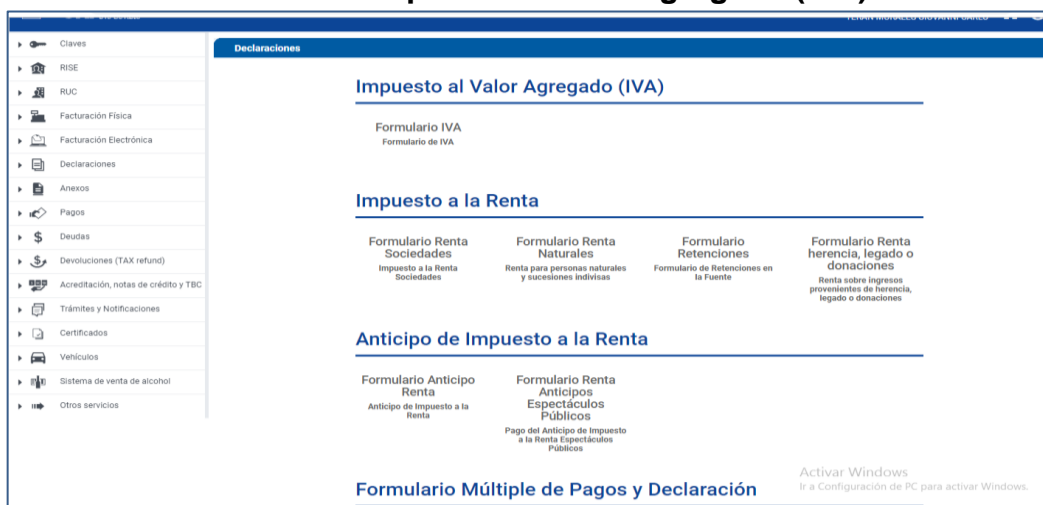 Claves
RISE
RUC
Facturación Física
Facturación Electrónica
Declaraciones
Anexos
Pagos
Deudas
Devoluciones (TAX refund)
Acreditación, notas de crédito y TBC
Trámites y Notificaciones
Certificados
Vehículos
Sistema de venta de alcohol
Otros servicios
Declaraciones
Impuesto al Valor Agregado (IVA)
Formulario IVA
Formulario de IVA
Impuesto a la Renta
Formulario Renta
Sociedades
Impuesto a la Renta
Sociedades
Formulario Renta
Naturales
Renta para personas naturales
y sucesiones indivisas
Formulario
Retenciones
Formulario de Retenciones en
la Fuente
Formulario Renta
herencia, legado o
donaciones
Renta sobre ingresos
provenientes de herencia,
legado o donaciones
Anticipo de Impuesto a la Renta
Formulario Anticipo
Renta
Anticipo de Impuesto a la
Renta
Formulario Renta
Anticipos
Espectáculos
Públicos
Pago del Anticipo de Impuesto
a la Renta Espectáculos
Públicos
Formulario Múltiple de Pagos y Declaración
Activar Windows
Ir a Configuración de PC para activar Windows.